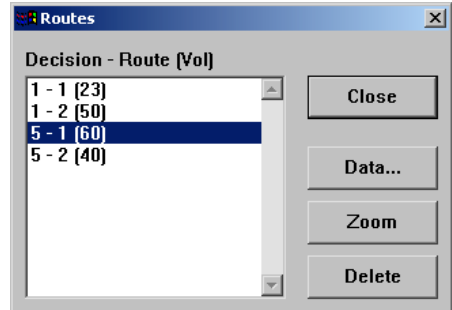 Routes
Decision - Route (Vol)
1 - 1 (23)
1 - 2 (50)
5 - 1 (60)
5 - 2 (40)
Close
Data...
Zoom
Delete